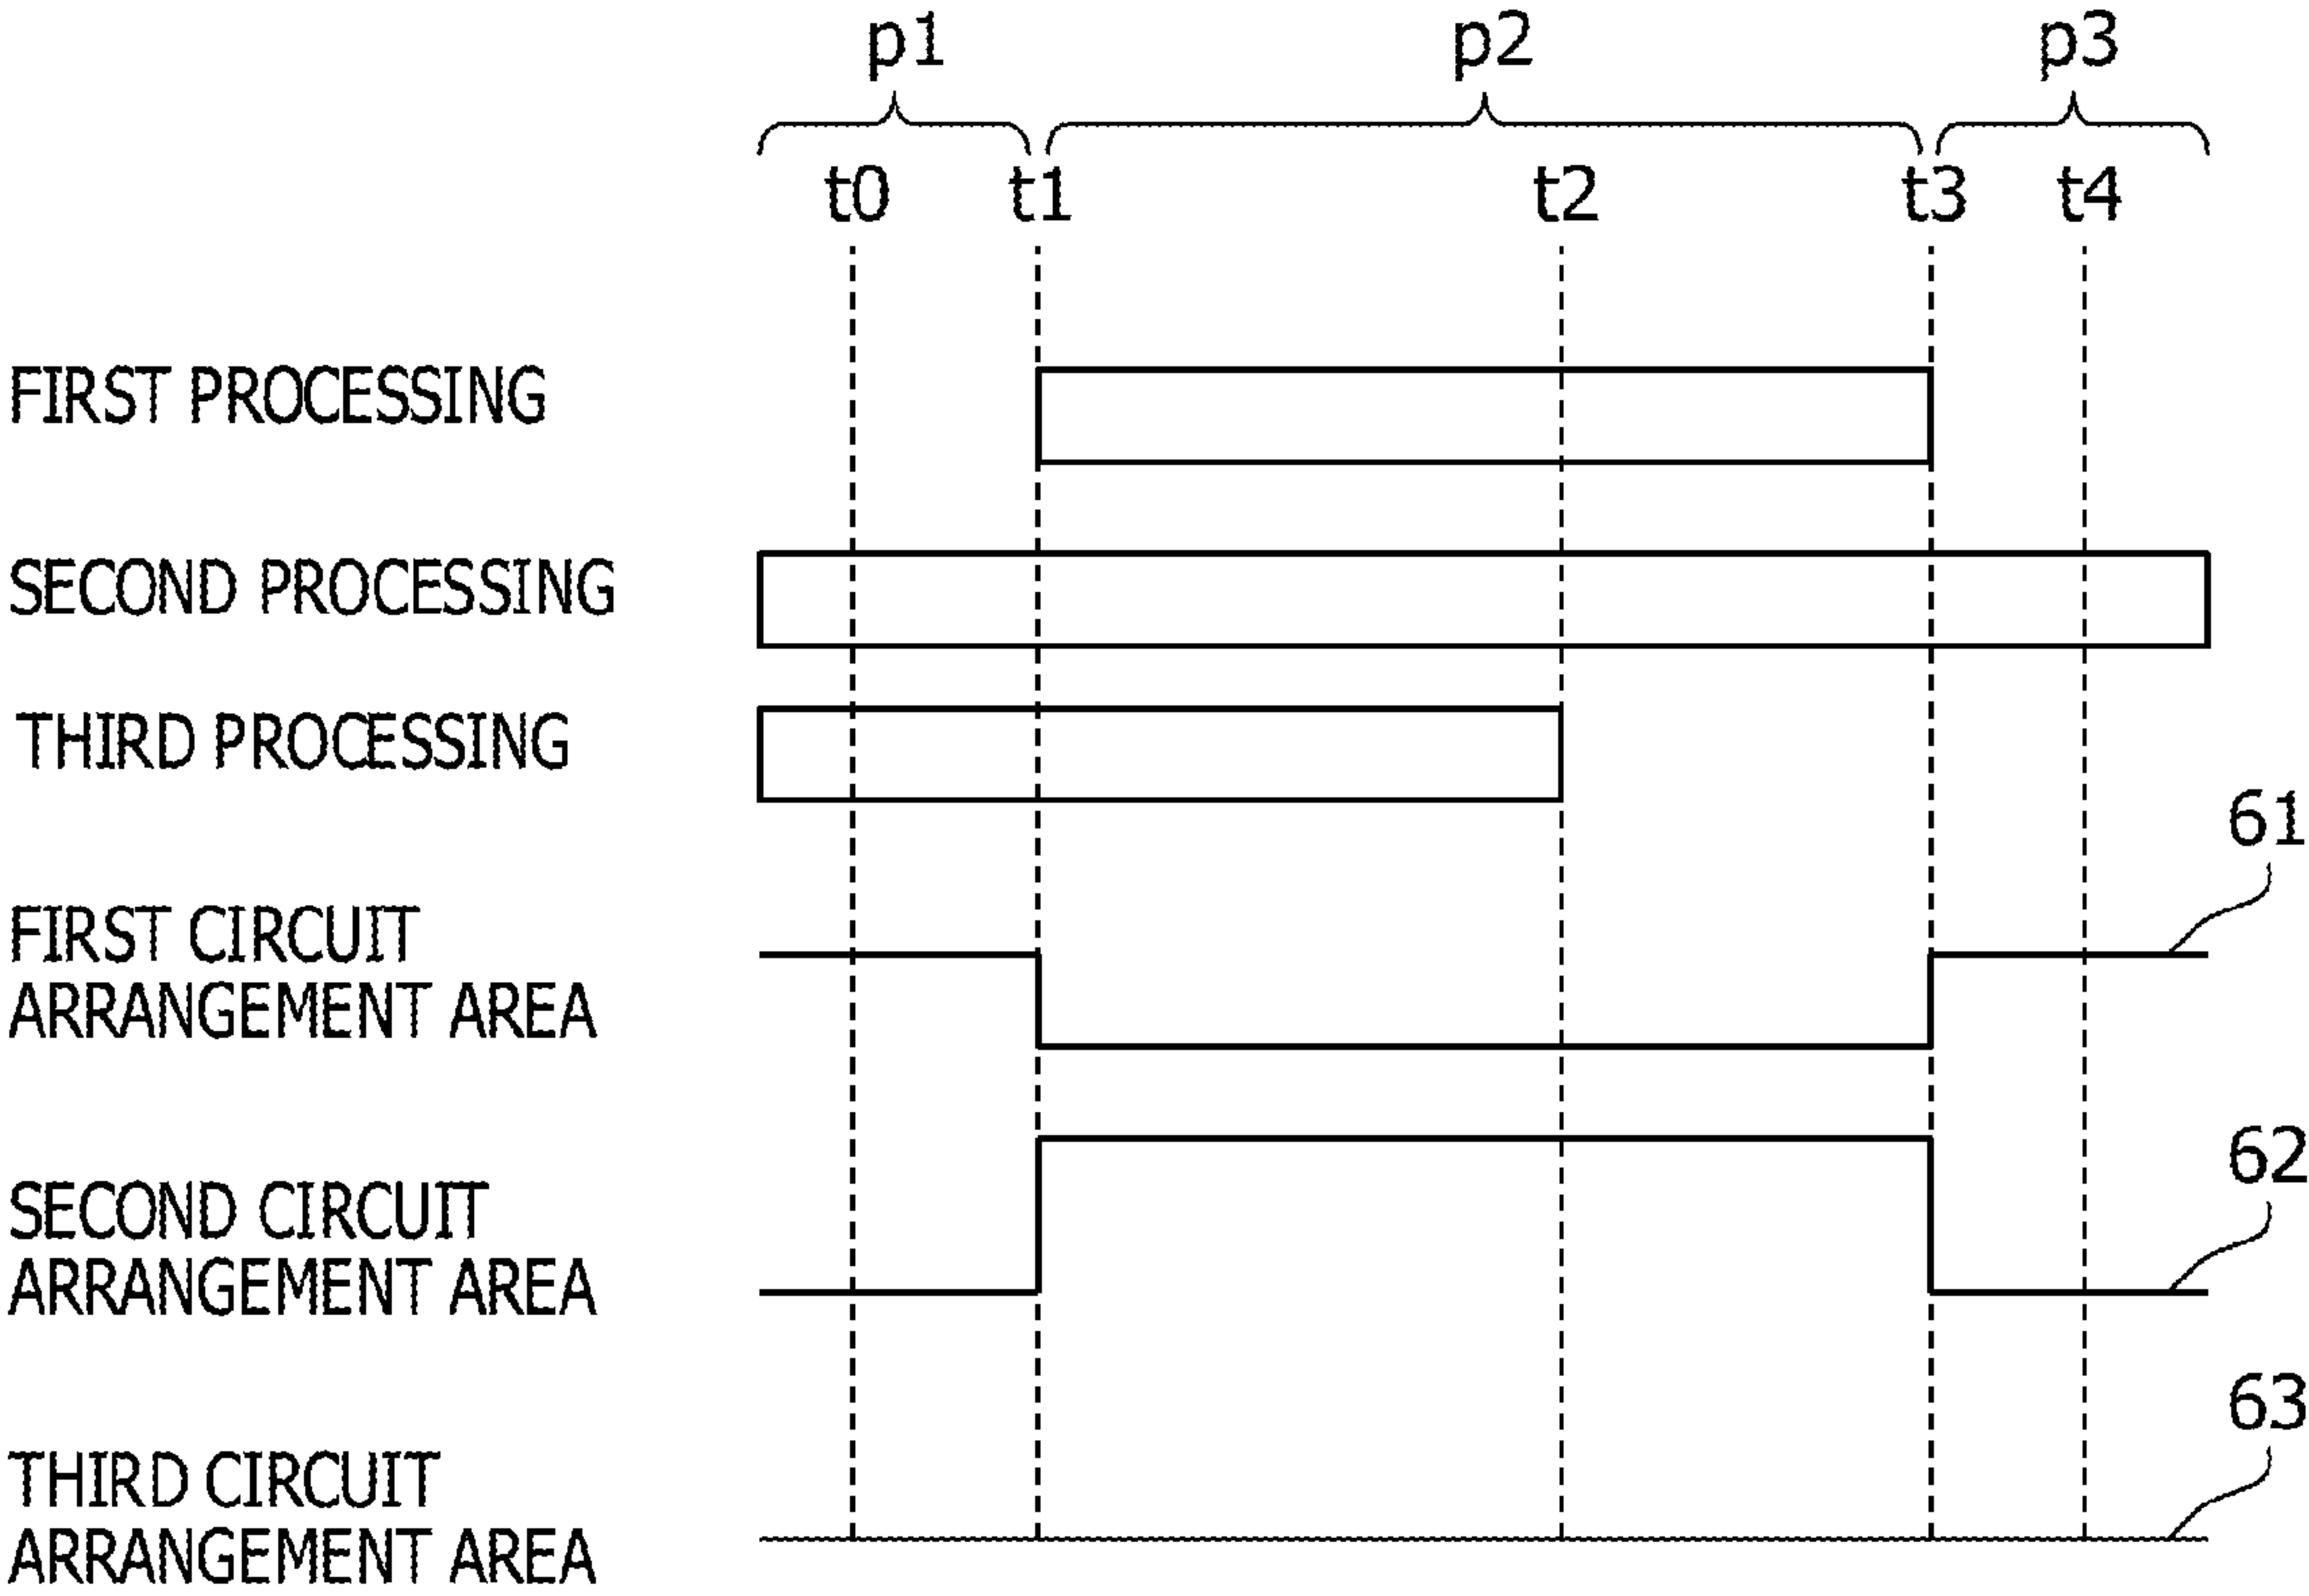 p1 p2 p3
t0 t1 t2 t3 t4
FIRST PROCESSING
SECOND PROCESSING
THIRD PROCESSING
61
FIRST CIRCUIT
ARRANGEMENT AREA
62
SECOND CIRCUIT
ARRANGEMENT AREA
63
THIRD CIRCUIT
ARRANGEMENT AREA